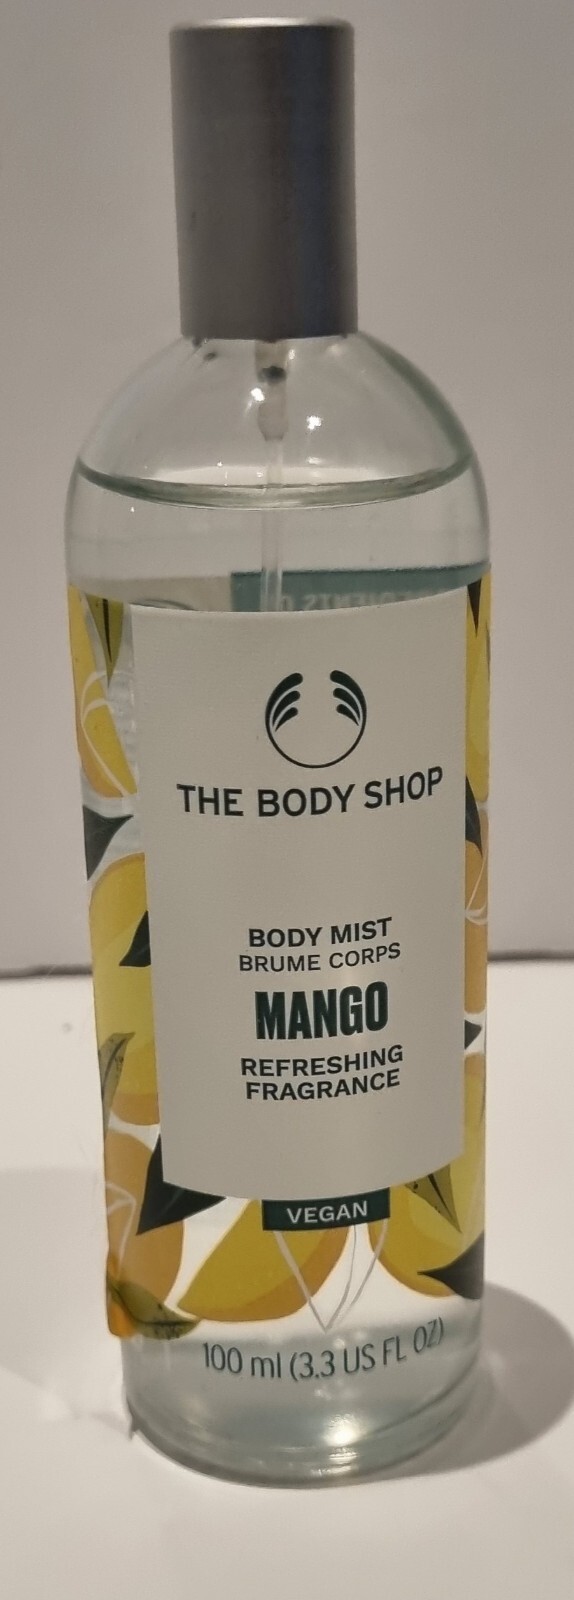 THE BODY SHOP
BODY MIST
BRUME CORPS
MANGO
REFRESHING
FRAGRANCE
VEGAN
100 ml (3.3 US FL OZ)